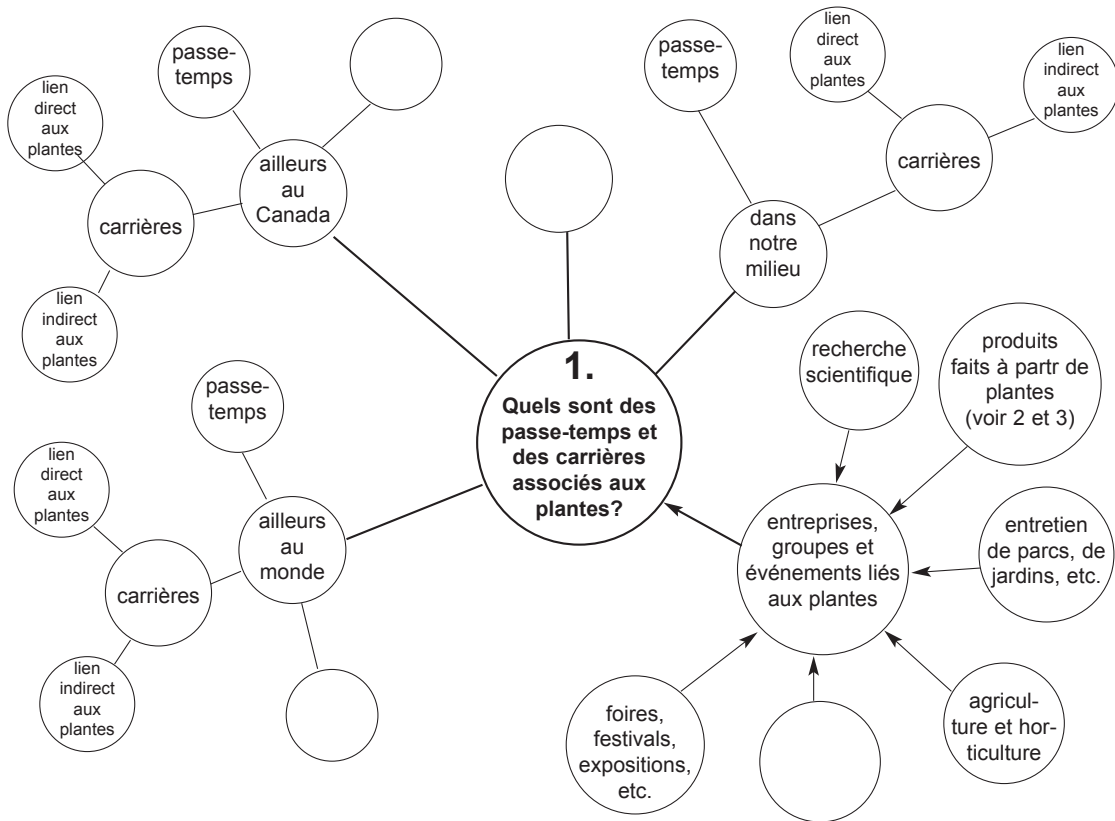 passe-
temps
lien
direct
aux
plantes
ailleurs
au
Canada
carrières
lien
indirect
aux
plantes
passe-
temps
lien
direct
aux
plantes
lien
indirect
aux
plantes
carrières
dans
notre
milieu
1.
Quels sont des
passe-temps et
des carrières
associés aux
plantes?
passe-
temps
lien
direct
aux
plantes
ailleurs
au
monde
carrières
lien
indirect
aux
plantes
recherche
scientifique
produits
faits à partr de
plantes
(voir 2 et 3)
entreprises,
groupes et
événements liés
aux plantes
entretien
de parcs, de
jardins, etc.
foires,
festivals,
expositions,
etc.
agricul-
ture et hor-
ticulture